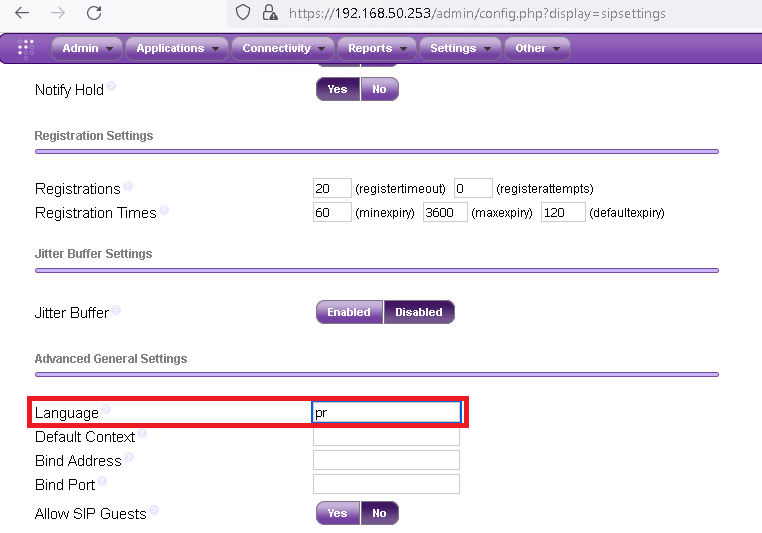 https://192.168.50.253/admin/config.php?display=sipsettings
Admin Applications Connectivity Reports Settings Other
Notify Hold ? Yes No
Registration Settings
Registrations ? 20 (registertimeout) 0 (registerattempts)
Registration Times ? 60 (minexpiry) 3600 (maxexpiry) 120 (defaultexpiry)
Jitter Buffer Settings
Jitter Buffer ? Enabled Disabled
Advanced General Settings
Language ? pr
Default Context ?
Bind Address ?
Bind Port ?
Allow SIP Guests ? Yes No